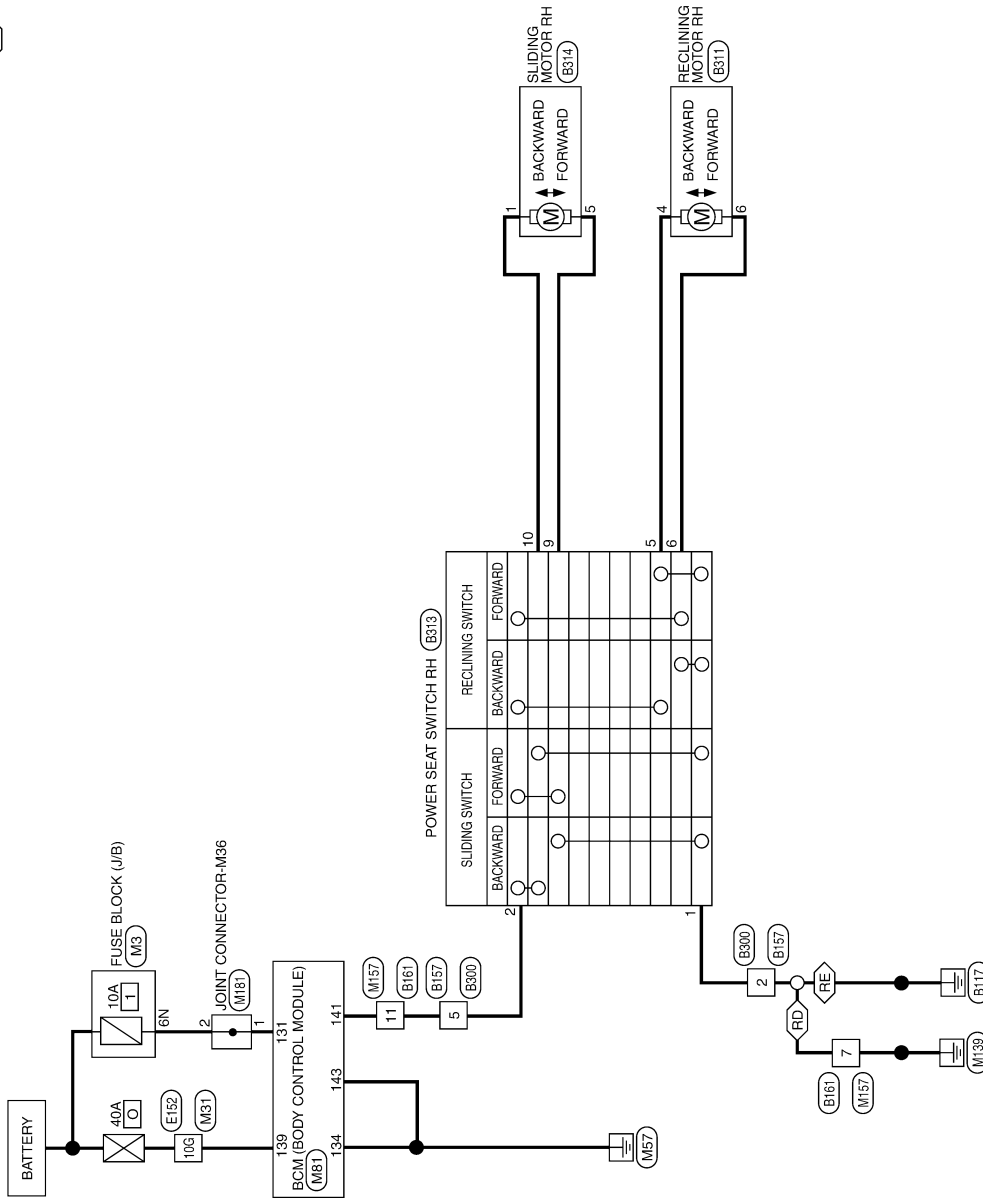 BATTERY
40A
O
E152
10G
M31
139
FUSE BLOCK (J/B)
M3
10A
1
6N
JOINT CONNECTOR-M36
M181
2
1
131
BCM (BODY CONTROL MODULE)
M81
134
143
141
M57
11
M157
B161
5
B157
B300
2
1
POWER SEAT SWITCH RH
B313
SLIDING SWITCH
RECLINING SWITCH
BACKWARD
FORWARD
BACKWARD
FORWARD
10
9
5
6
1
5
BACKWARD
FORWARD
M
SLIDING
MOTOR RH
B314
4
6
BACKWARD
FORWARD
M
RECLINING
MOTOR RH
B311
2
B300
B157
RD
RE
7
B161
M157
M139
B117